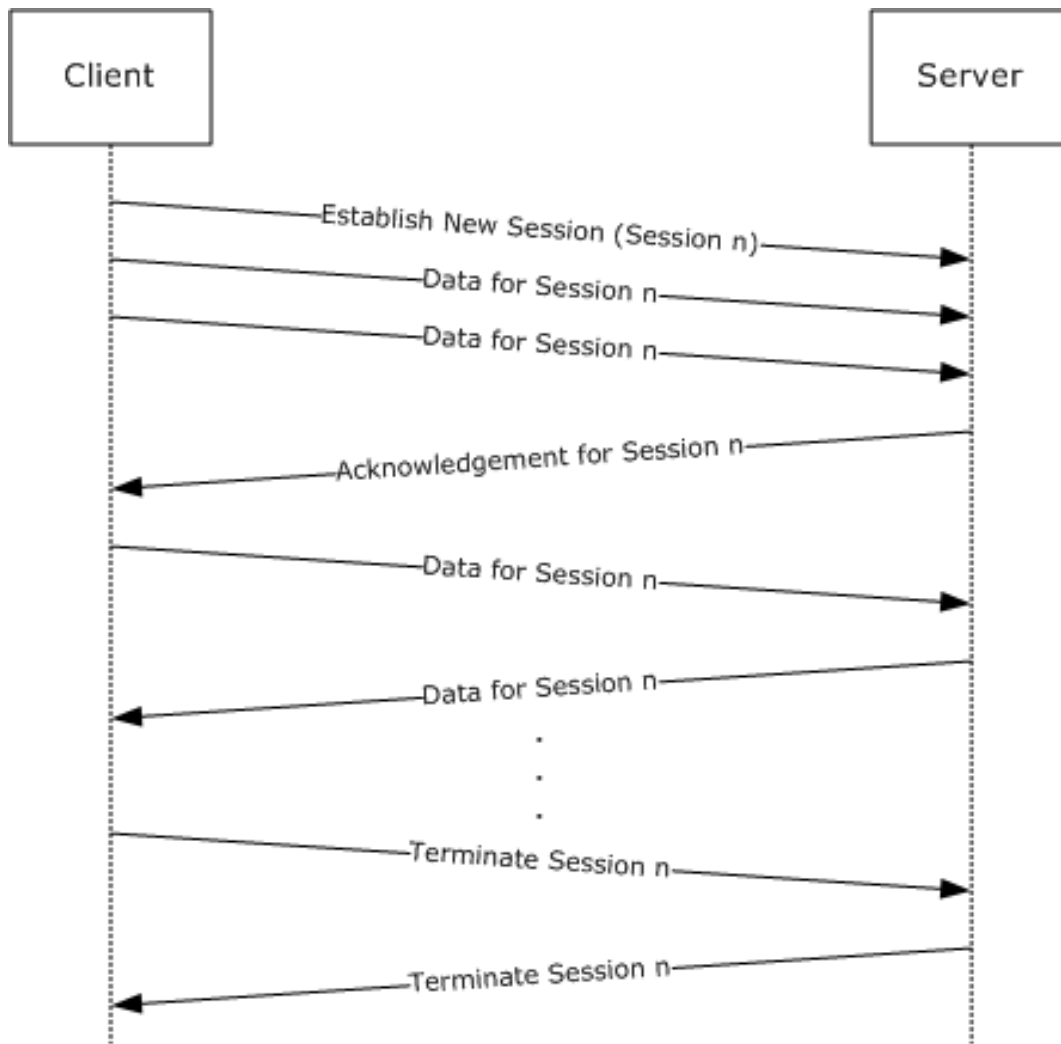 Client
Server
Establish New Session (Session n)
Data for Session n
Data for Session n
Acknowledgement for Session n
Data for Session n
Data for Session n
.
.
.
Terminate Session n
Terminate Session n